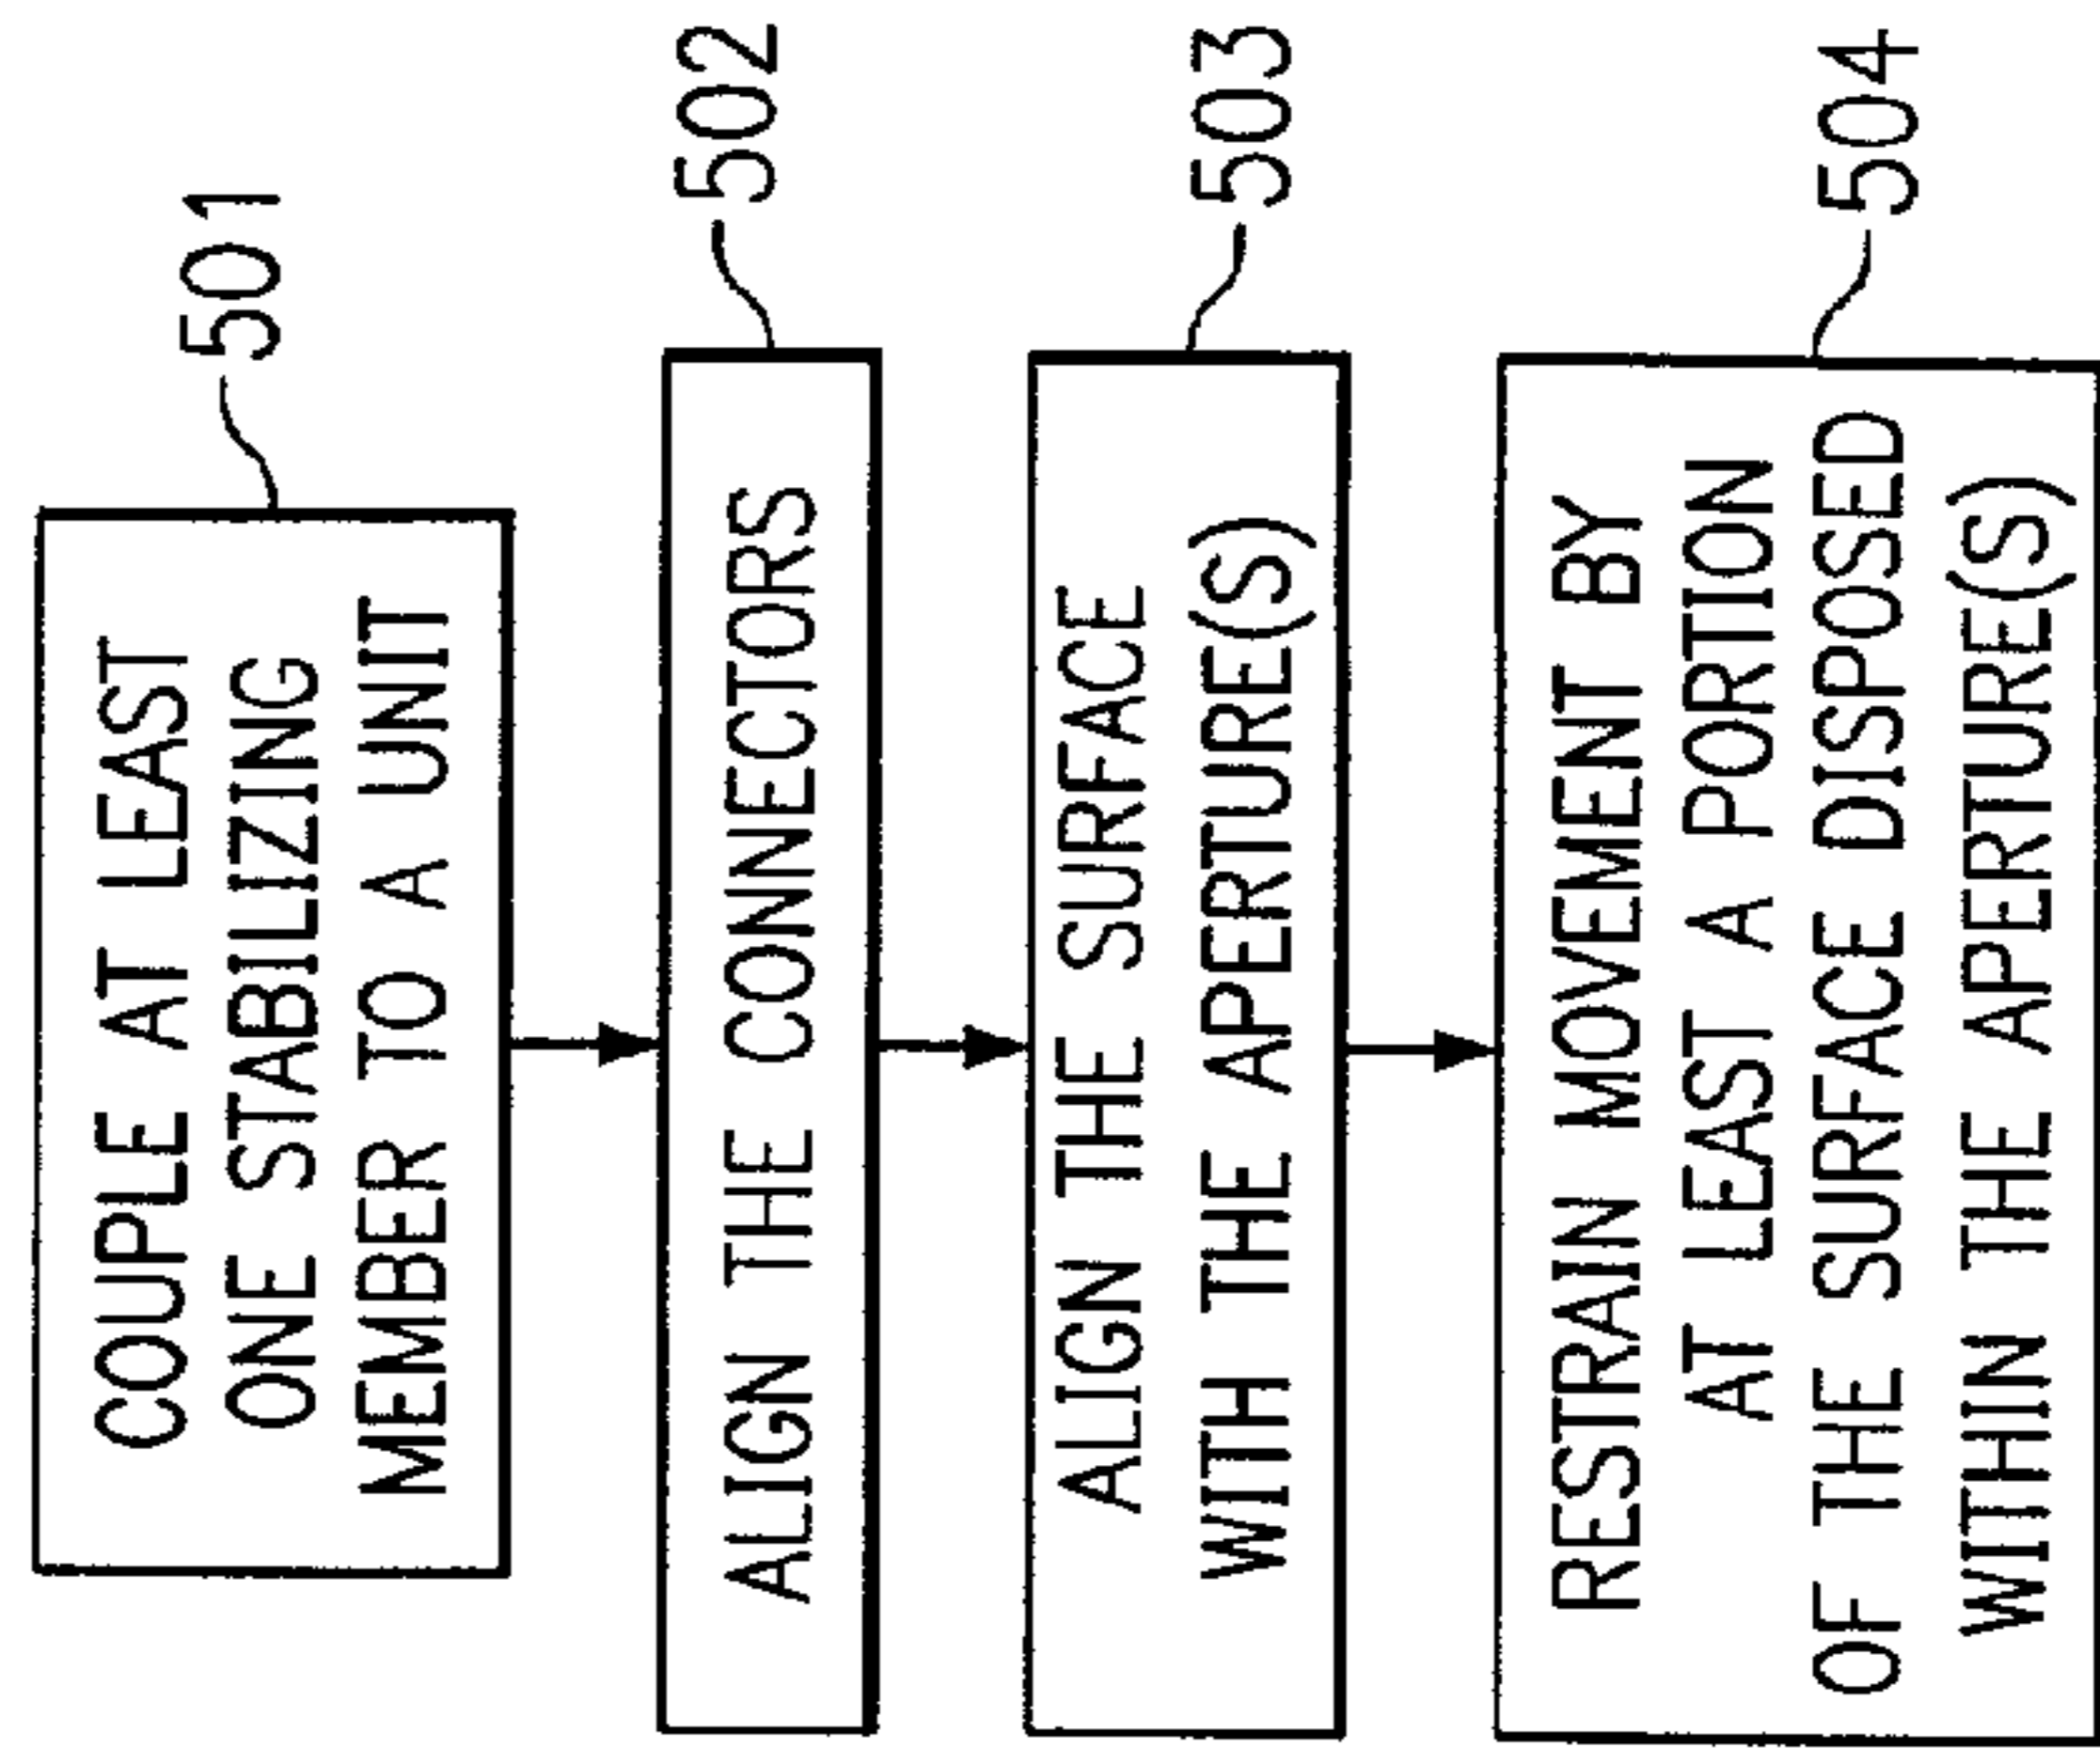 COUPLE AT LEAST
ONE STABILIZING
MEMBER TO A UNIT
501
ALIGN THE CONNECTORS
502
ALIGN THE SURFACE
WITH THE APERTURE(S)
503
RESTRAIN MOVEMENT BY
AT LEAST A PORTION
OF THE SURFACE DISPOSED
WITHIN THE APERTURE(S)
504